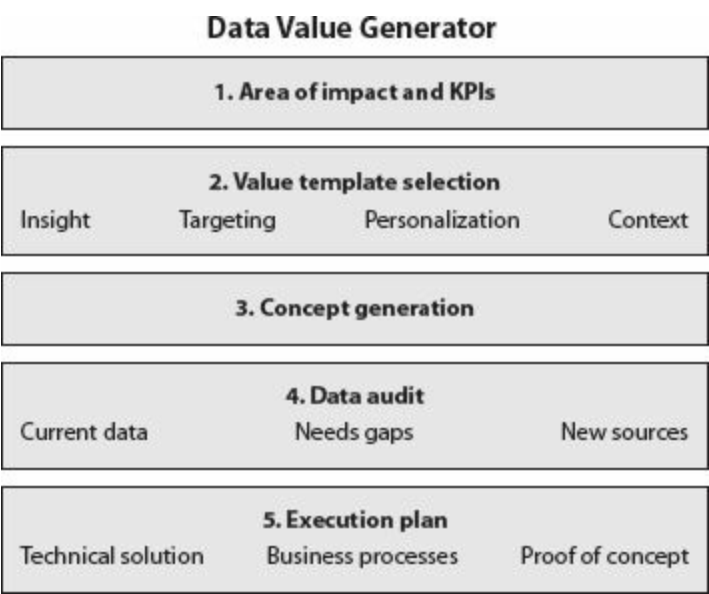 Data Value Generator
1. Area of impact and KPIs
2. Value template selection
Insight Targeting Personalization Context
3. Concept generation
4. Data audit
Current data Needs gaps New sources
5. Execution plan
Technical solution Business processes Proof of concept